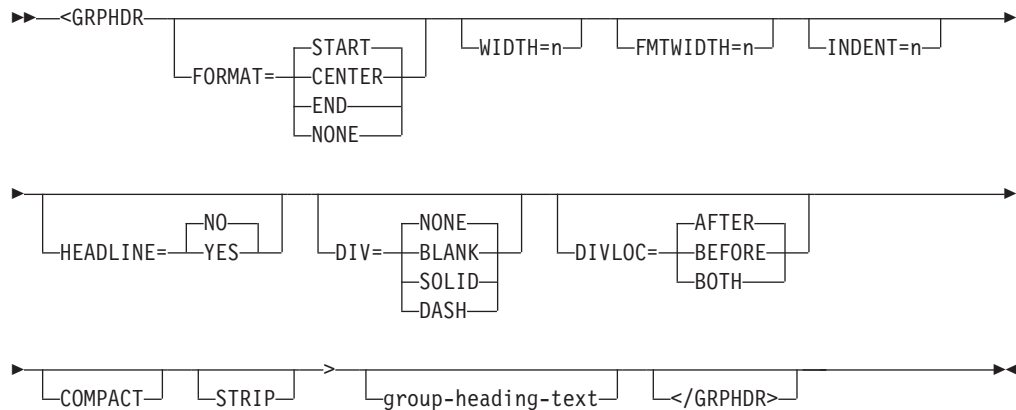 <GRPHDR
FORMAT= START
CENTER
END
NONE
WIDTH=n
FMTWIDTH=n
INDENT=n
HEADLINE= NO
YES
DIV= NONE
BLANK
SOLID
DASH
DIVLOC= AFTER
BEFORE
BOTH
COMPACT
STRIP
>
group-heading-text
</GRPHDR>